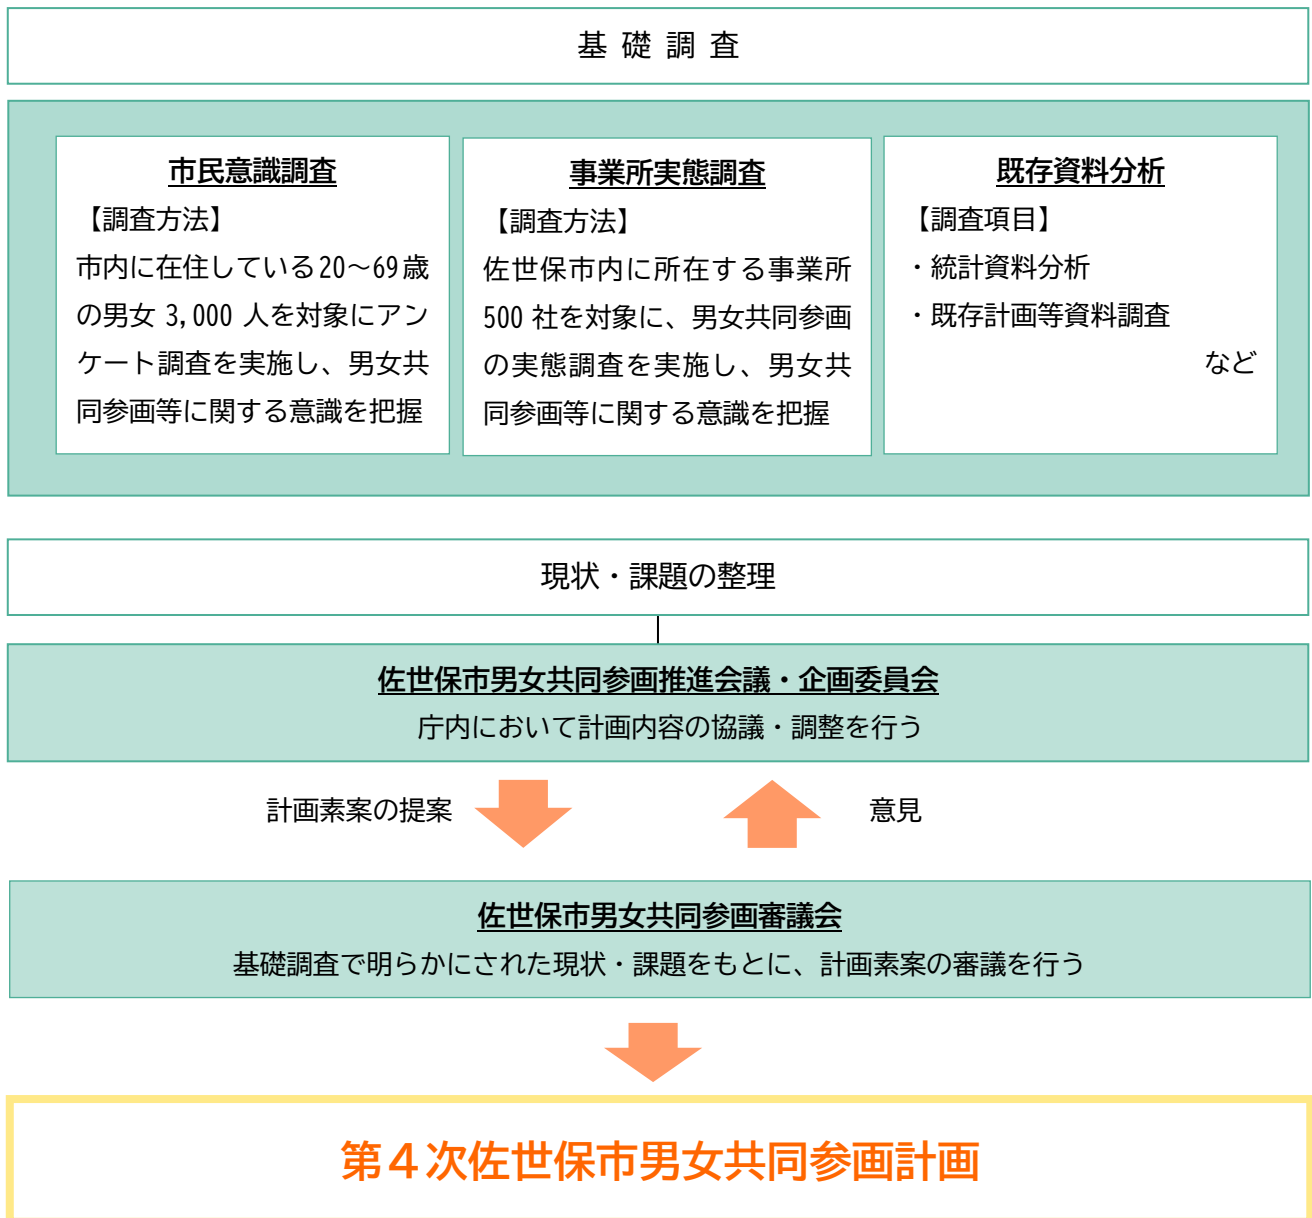 基礎調査
市民意識調査
【調査方法】
市内に在住している20～69歳
の男女 3,000 人を対象にアン
ケート調査を実施し、男女共
同参画等に関する意識を把握
事業所実態調査
【調査方法】
佐世保市内に所在する事業所
500 社を対象に、男女共同参画
の実態調査を実施し、男女共
同参画等に関する意識を把握
既存資料分析
【調査項目】
・統計資料分析
・既存計画等資料調査
など
現状・課題の整理
佐世保市男女共同参画推進会議・企画委員会
庁内において計画内容の協議・調整を行う
計画素案の提案
意見
佐世保市男女共同参画審議会
基礎調査で明らかにされた現状・課題をもとに、計画素案の審議を行う
第４次佐世保市男女共同参画計画